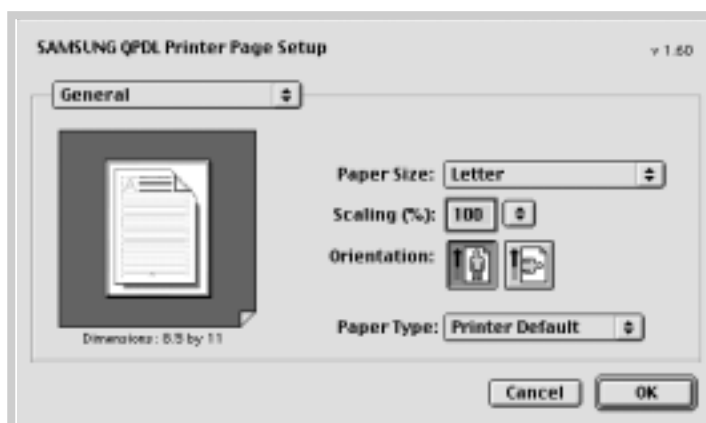 SAMSUNG QPDL Printer Page Setup
v 1.60
General
Paper Size: Letter
Scaling (%): 100
Orientation:
Dimensions: 8.5 by 11
Paper Type: Printer Default
Cancel OK